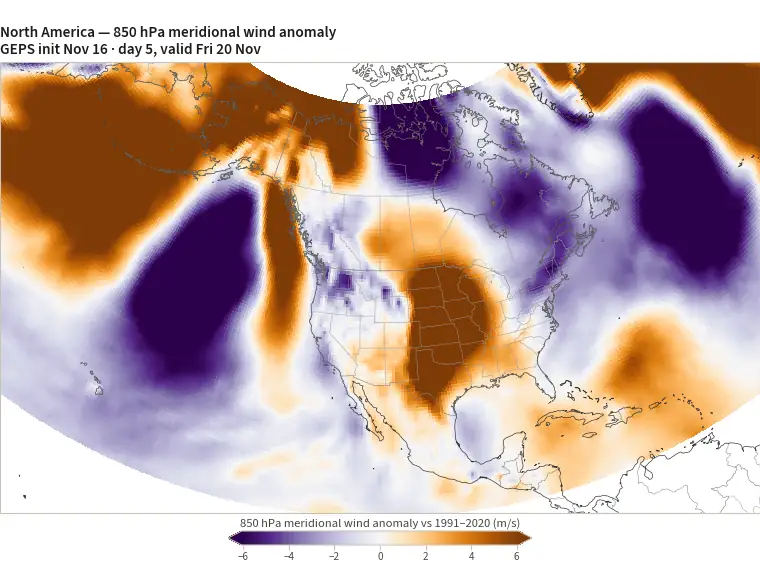 North America — 850 hPa meridional wind anomaly
GEPS init Nov 16 · day 5, valid Fri 20 Nov
850 hPa meridional wind anomaly vs 1991–2020 (m/s)
−6 −4 −2 0 2 4 6